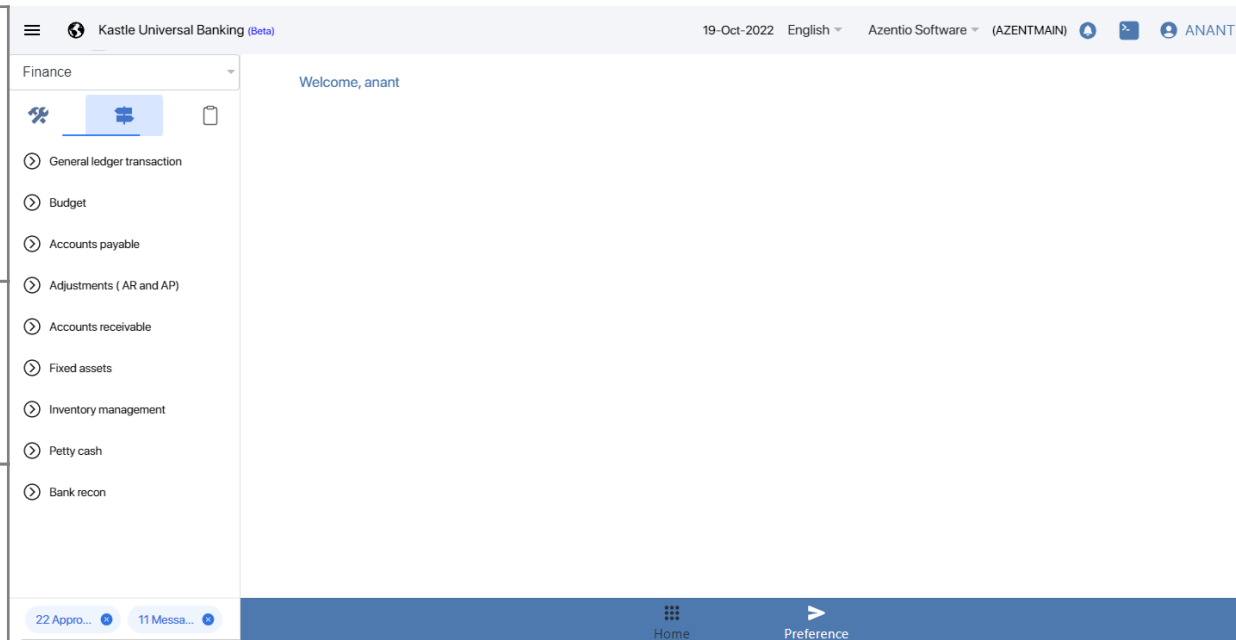 Kastle Universal Banking (Beta) 19-Oct-2022 English Azentio Software (AZENTMAIN) ANANT
Finance
Welcome, anant
General ledger transaction
Budget
Accounts payable
Adjustments ( AR and AP)
Accounts receivable
Fixed assets
Inventory management
Petty cash
Bank recon
22 Appro... 11 Messa...
Home Preference